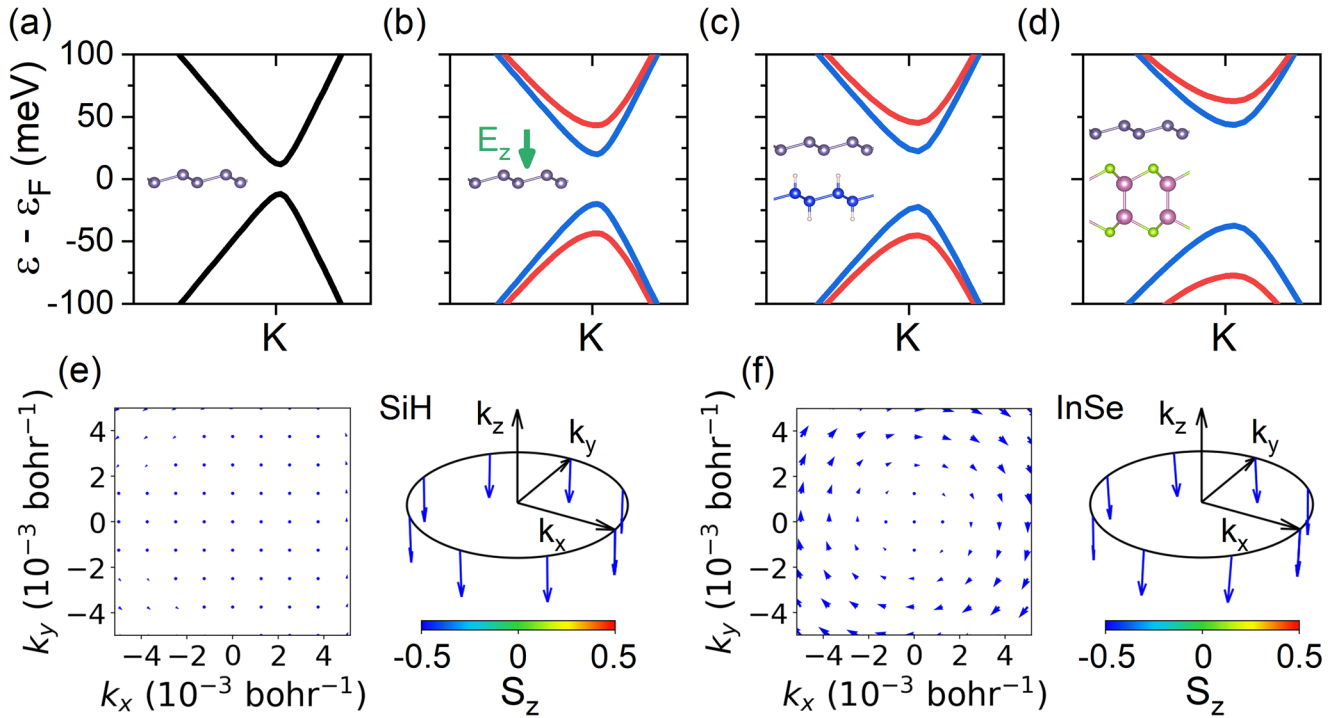 (a) (b) (c) (d)
ε - ε_F (meV)
100
50
0
-50
-100
E_z
K K K K
(e) (f)
k_y (10⁻³ bohr⁻¹)
4
2
0
−2
−4
−4 −2 0 2 4
k_x (10⁻³ bohr⁻¹)
SiH
k_z
k_y
k_x
-0.5 0 0.5
S_z
k_y (10⁻³ bohr⁻¹)
4
2
0
−2
−4
−4 −2 0 2 4
k_x (10⁻³ bohr⁻¹)
InSe
k_z
k_y
k_x
-0.5 0 0.5
S_z